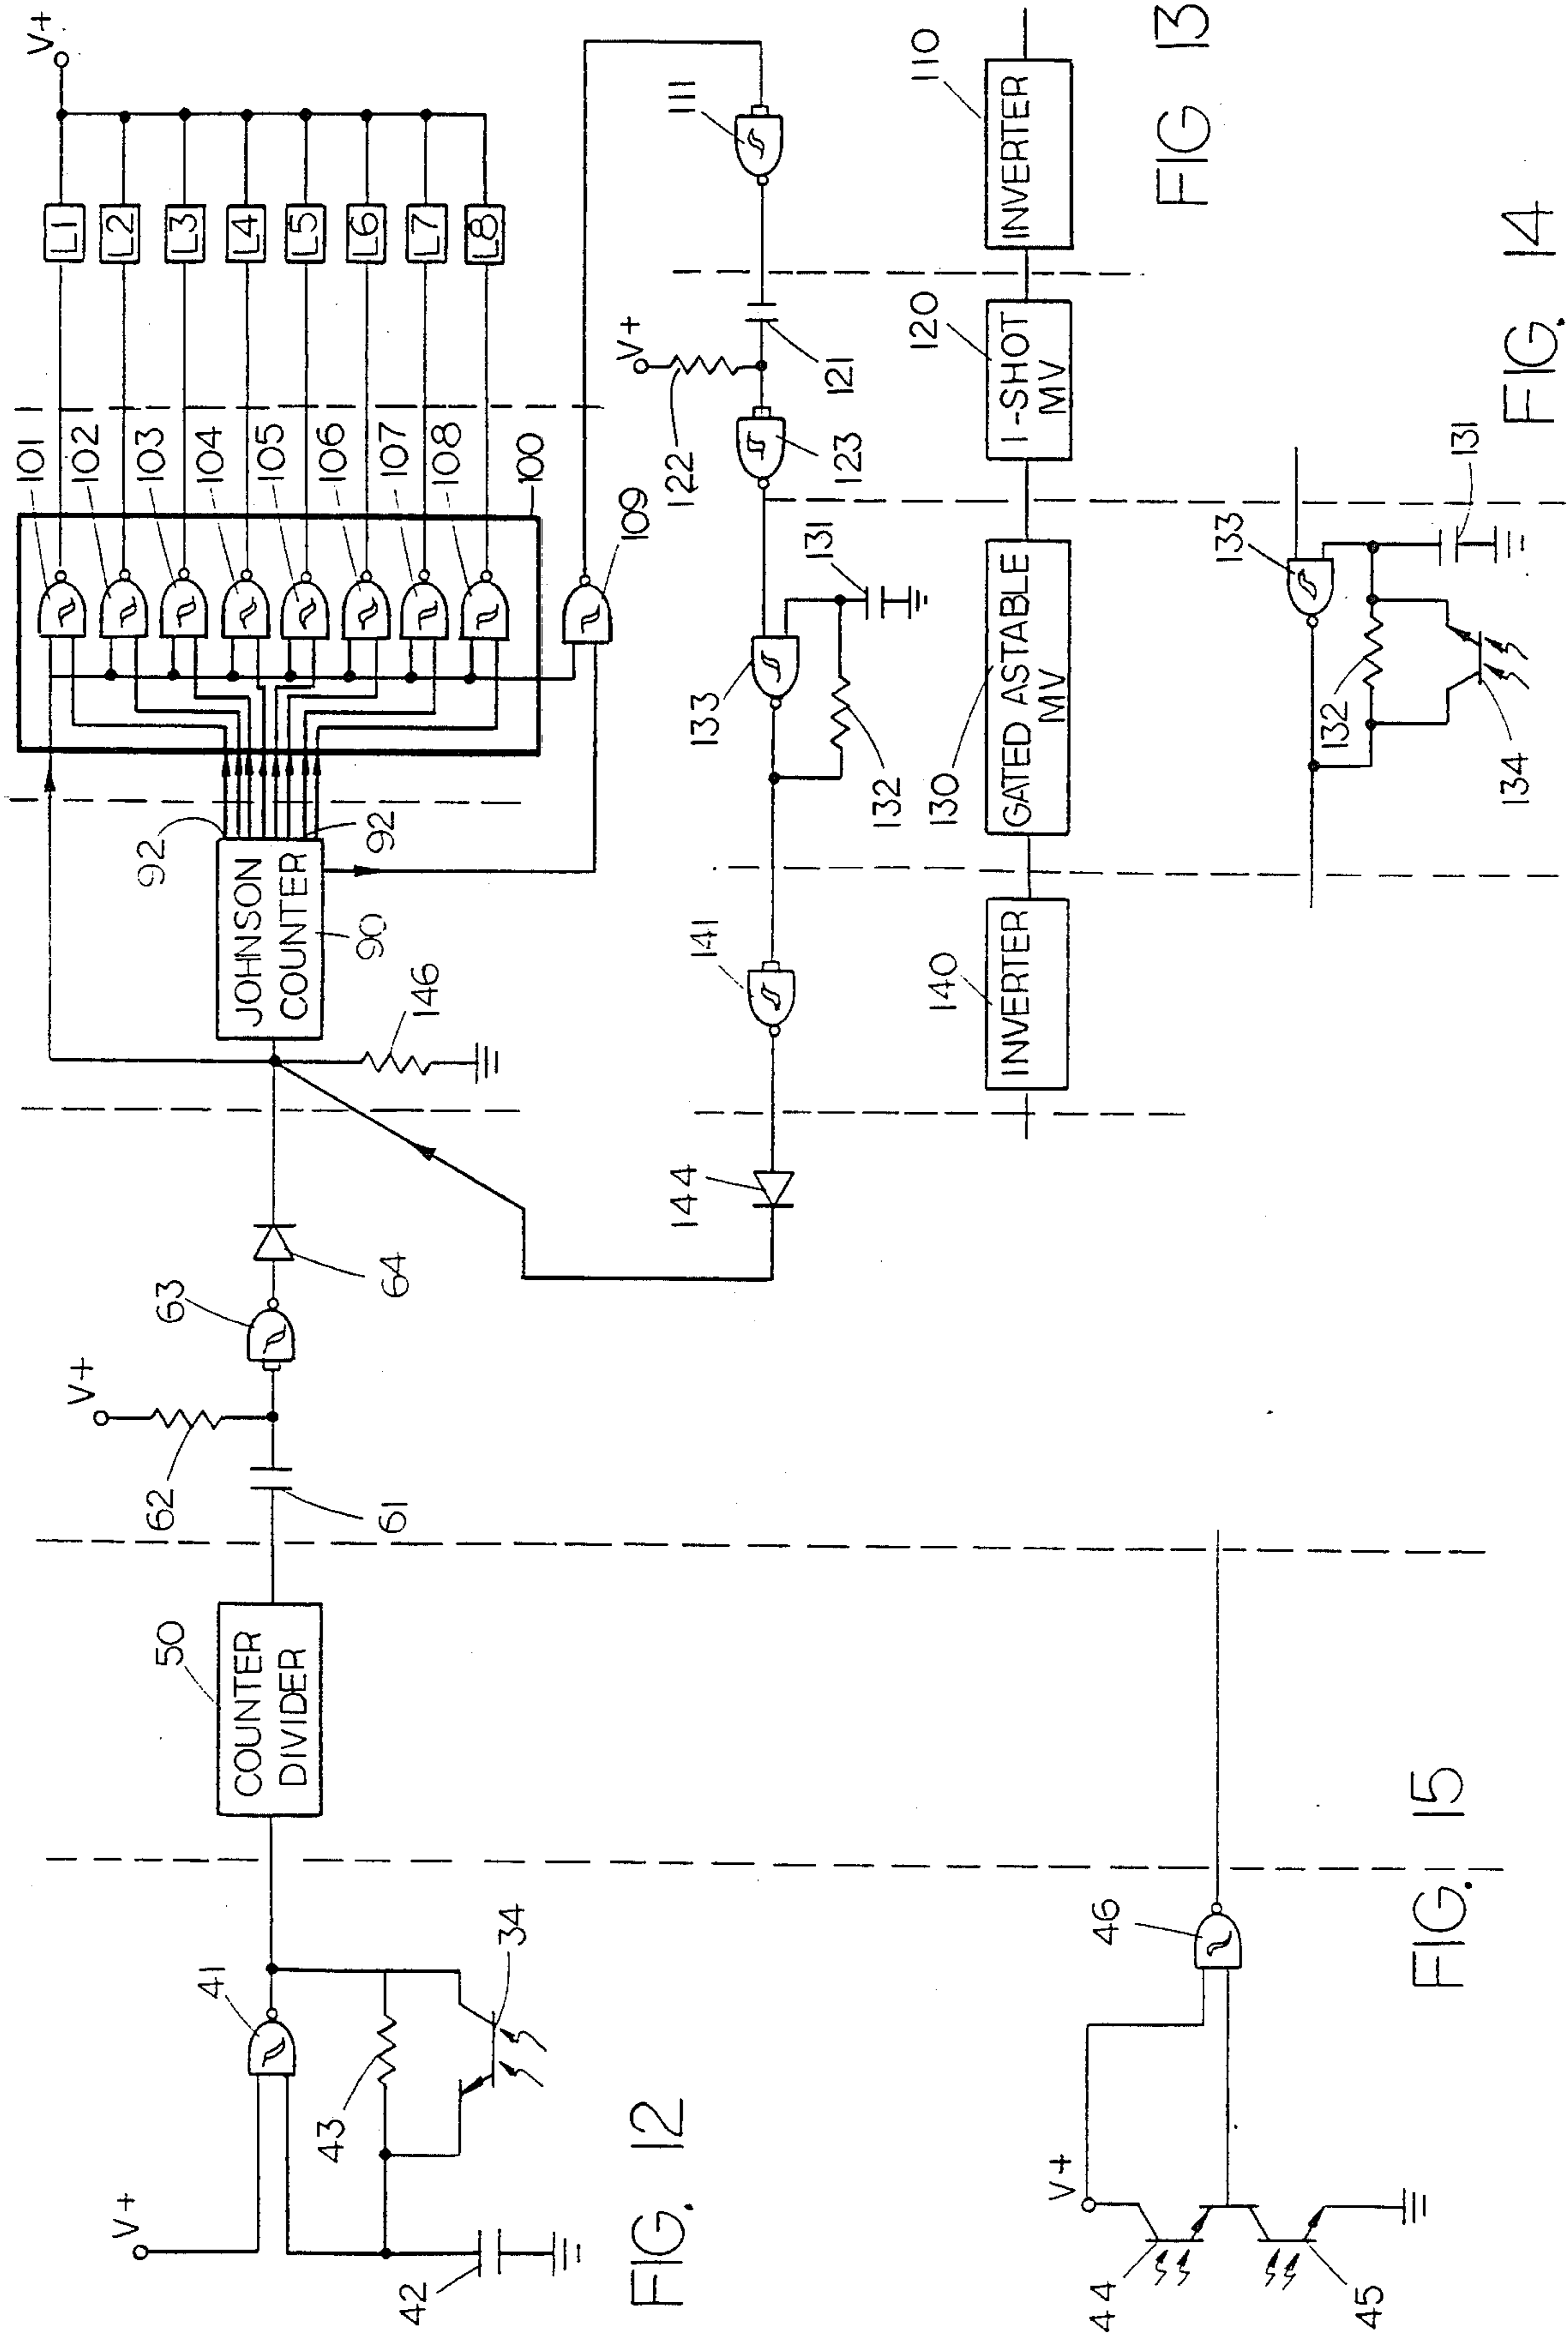 V+
41
42
43
34
FIG. 12
50
COUNTER
DIVIDER
V+
61
62
63
64
JOHNSON
COUNTER
90
92
92
146
101
102
103
104
105
106
107
108
100
109
L1
L2
L3
L4
L5
L6
L7
L8
V+
111
V+
121
122
123
131
132
133
141
144
INVERTER
110
1-SHOT
MV
120
GATED ASTABLE
MV
130
INVERTER
140
FIG 13
133
132
131
134
FIG. 14
V+
44
45
46
FIG. 15